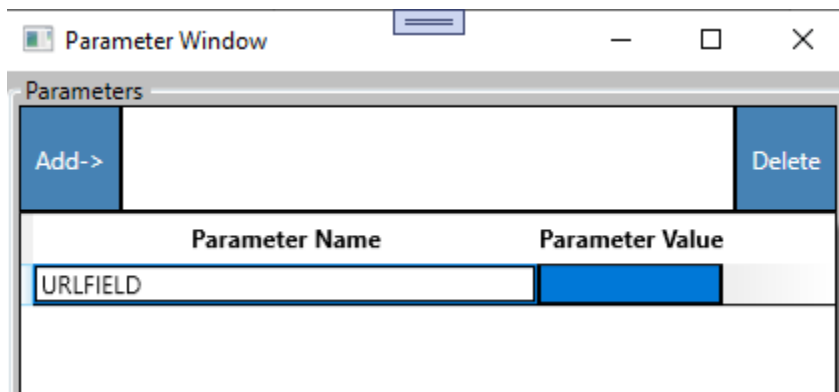 Parameter Window
Parameters
Add->
Delete
Parameter Name Parameter Value
URLFIELD